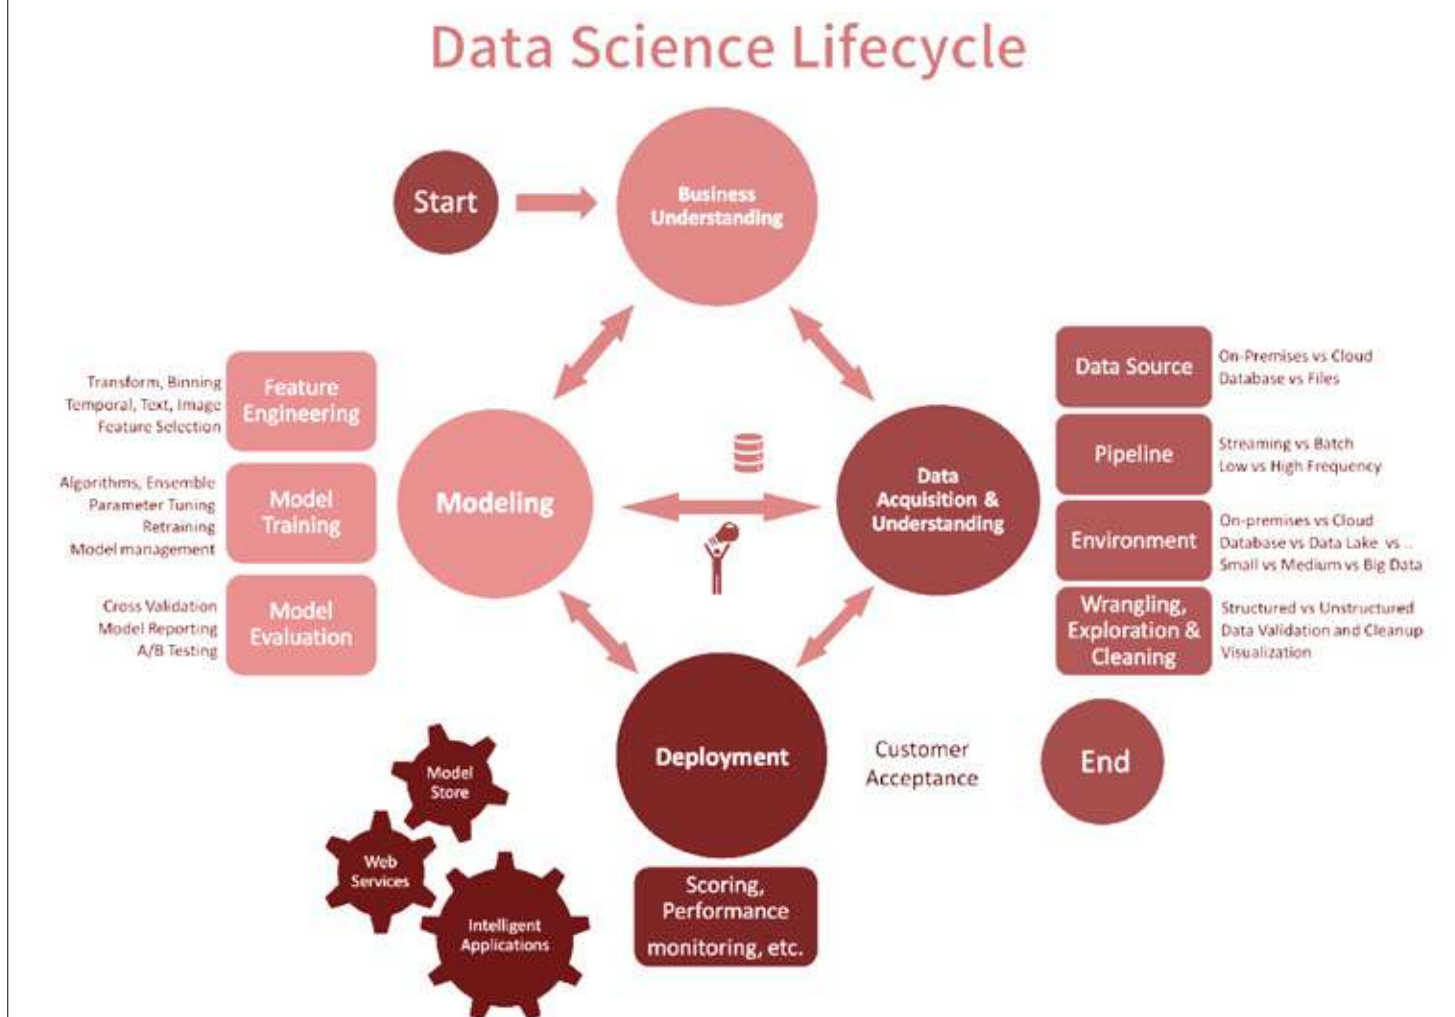 Data Science Lifecycle
Start
Business
Understanding
Transform, Binning
Temporal, Text, Image
Feature Selection
Feature
Engineering
Algorithms, Ensemble
Parameter Tuning
Retraining
Model management
Model
Training
Cross Validation
Model Reporting
A/B Testing
Model
Evaluation
Modeling
Data
Acquisition &
Understanding
Data Source
On-Premises vs Cloud
Database vs Files
Pipeline
Streaming vs Batch
Low vs High Frequency
Environment
On-premises vs Cloud
Database vs Data Lake vs ..
Small vs Medium vs Big Data
Wrangling,
Exploration &
Cleaning
Structured vs Unstructured
Data Validation and Cleanup
Visualization
Deployment
Customer
Acceptance
End
Model
Store
Web
Services
Intelligent
Applications
Scoring,
Performance
monitoring, etc.